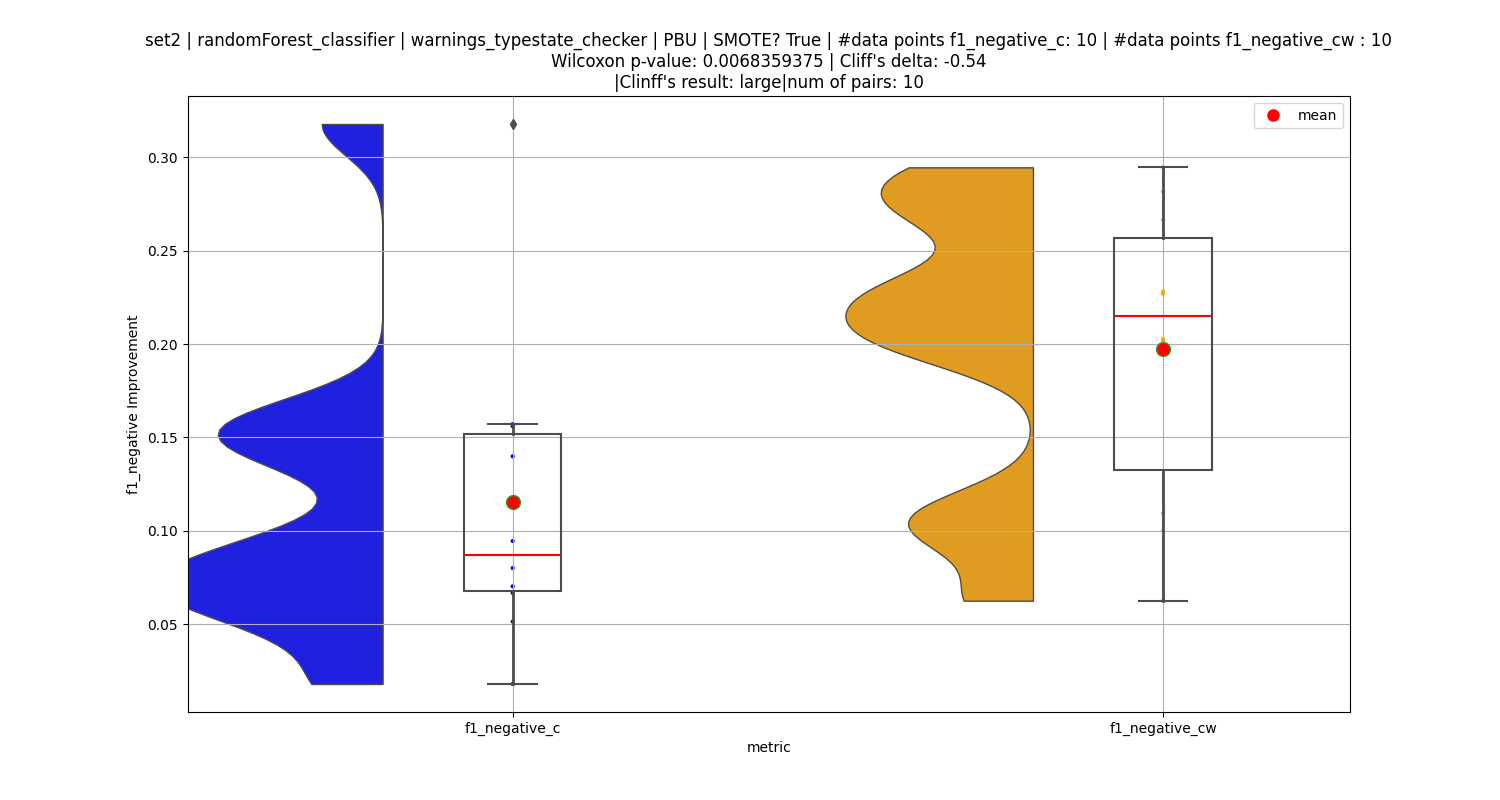 set2 | randomForest_classifier | warnings_typestate_checker | PBU | SMOTE? True | #data points f1_negative_c: 10 | #data points f1_negative_cw : 10
Wilcoxon p-value: 0.0068359375 | Cliff's delta: -0.54
|Clinff's result: large|num of pairs: 10
mean
0.30
0.25
0.20
0.15
0.10
0.05
f1_negative Improvement
f1_negative_c
f1_negative_cw
metric